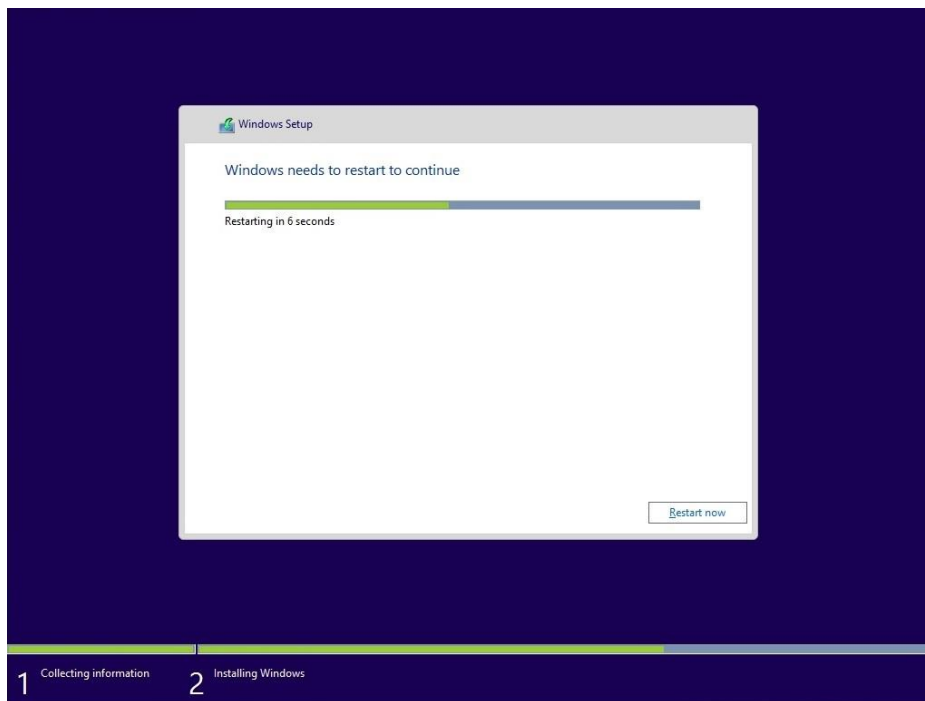 Windows Setup
Windows needs to restart to continue
Restarting in 6 seconds
Restart now
1 Collecting information
2 Installing Windows